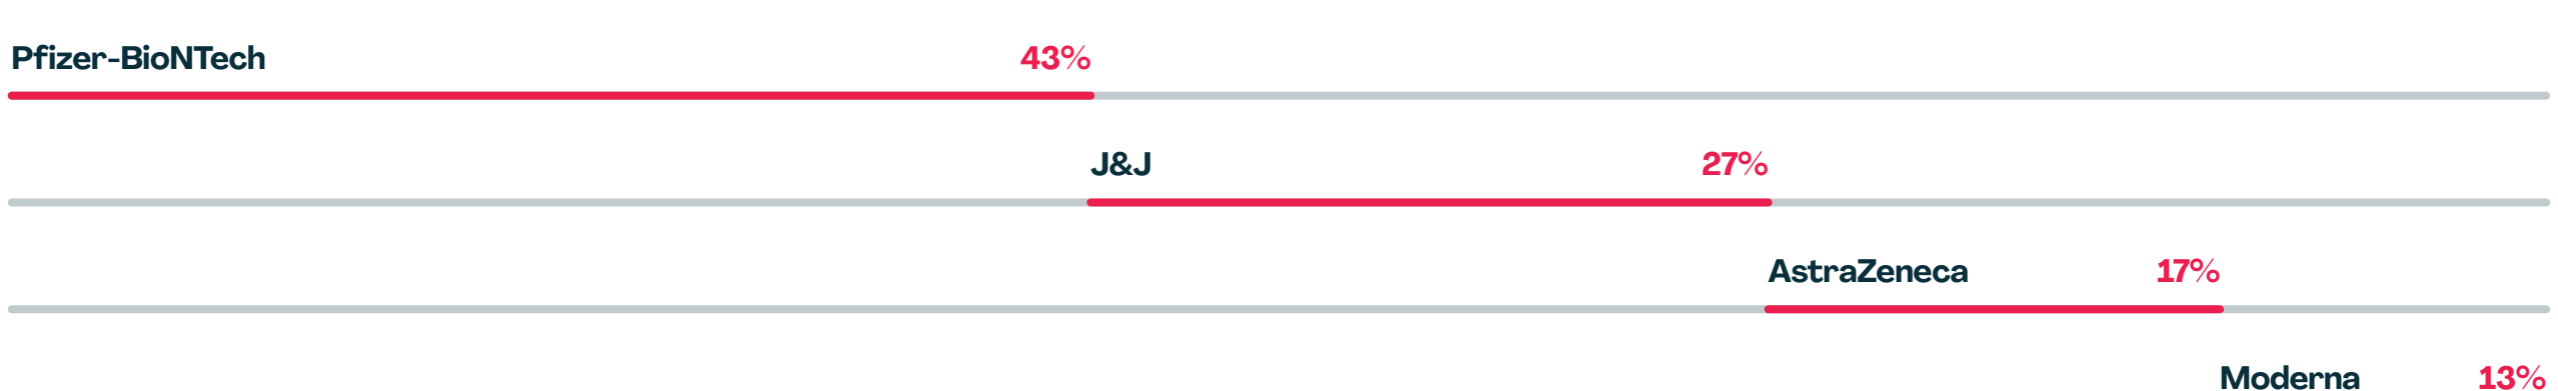 Pfizer-BioNTech 43%
J&J 27%
AstraZeneca 17%
Moderna 13%